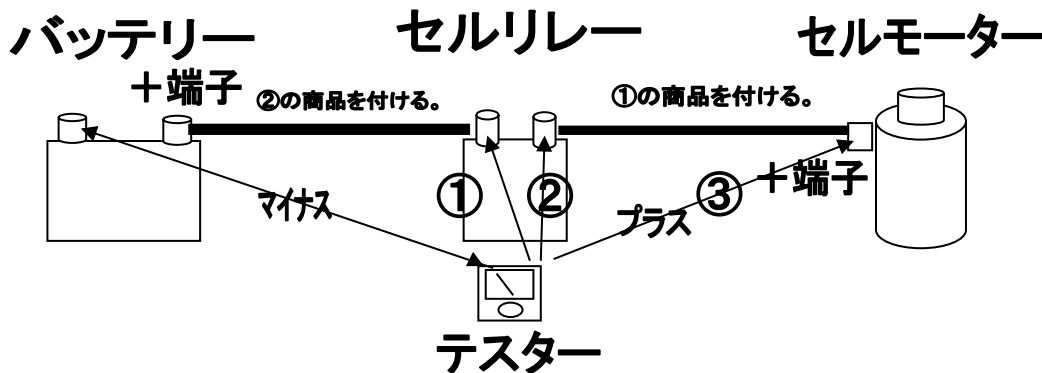 バッテリー
セルリレー
セルモーター
＋端子
②の商品を付ける。
①の商品を付ける。
マイナス
①
②
プラス
③
＋端子
テスター